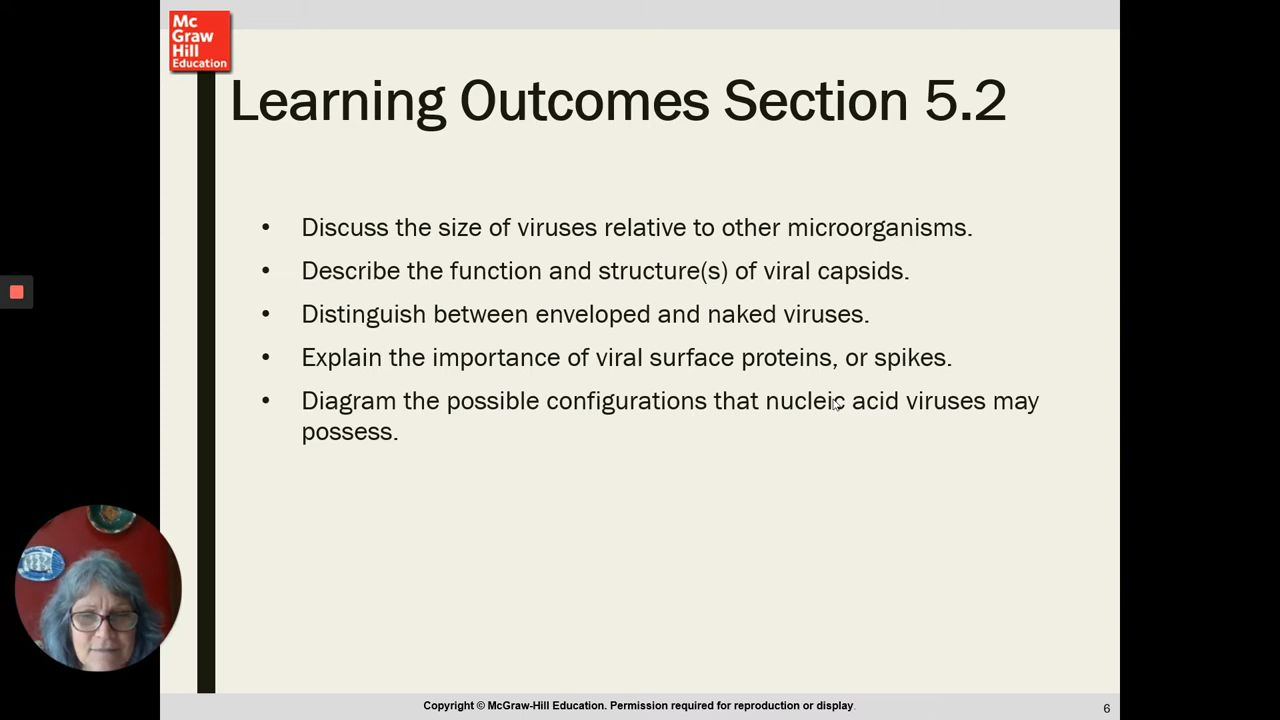 Mc
Graw
Hill
Education
Learning Outcomes Section 5.2
• Discuss the size of viruses relative to other microorganisms.
• Describe the function and structure(s) of viral capsids.
• Distinguish between enveloped and naked viruses.
• Explain the importance of viral surface proteins, or spikes.
• Diagram the possible configurations that nucleic acid viruses may
possess.
Copyright © McGraw-Hill Education. Permission required for reproduction or display.
6